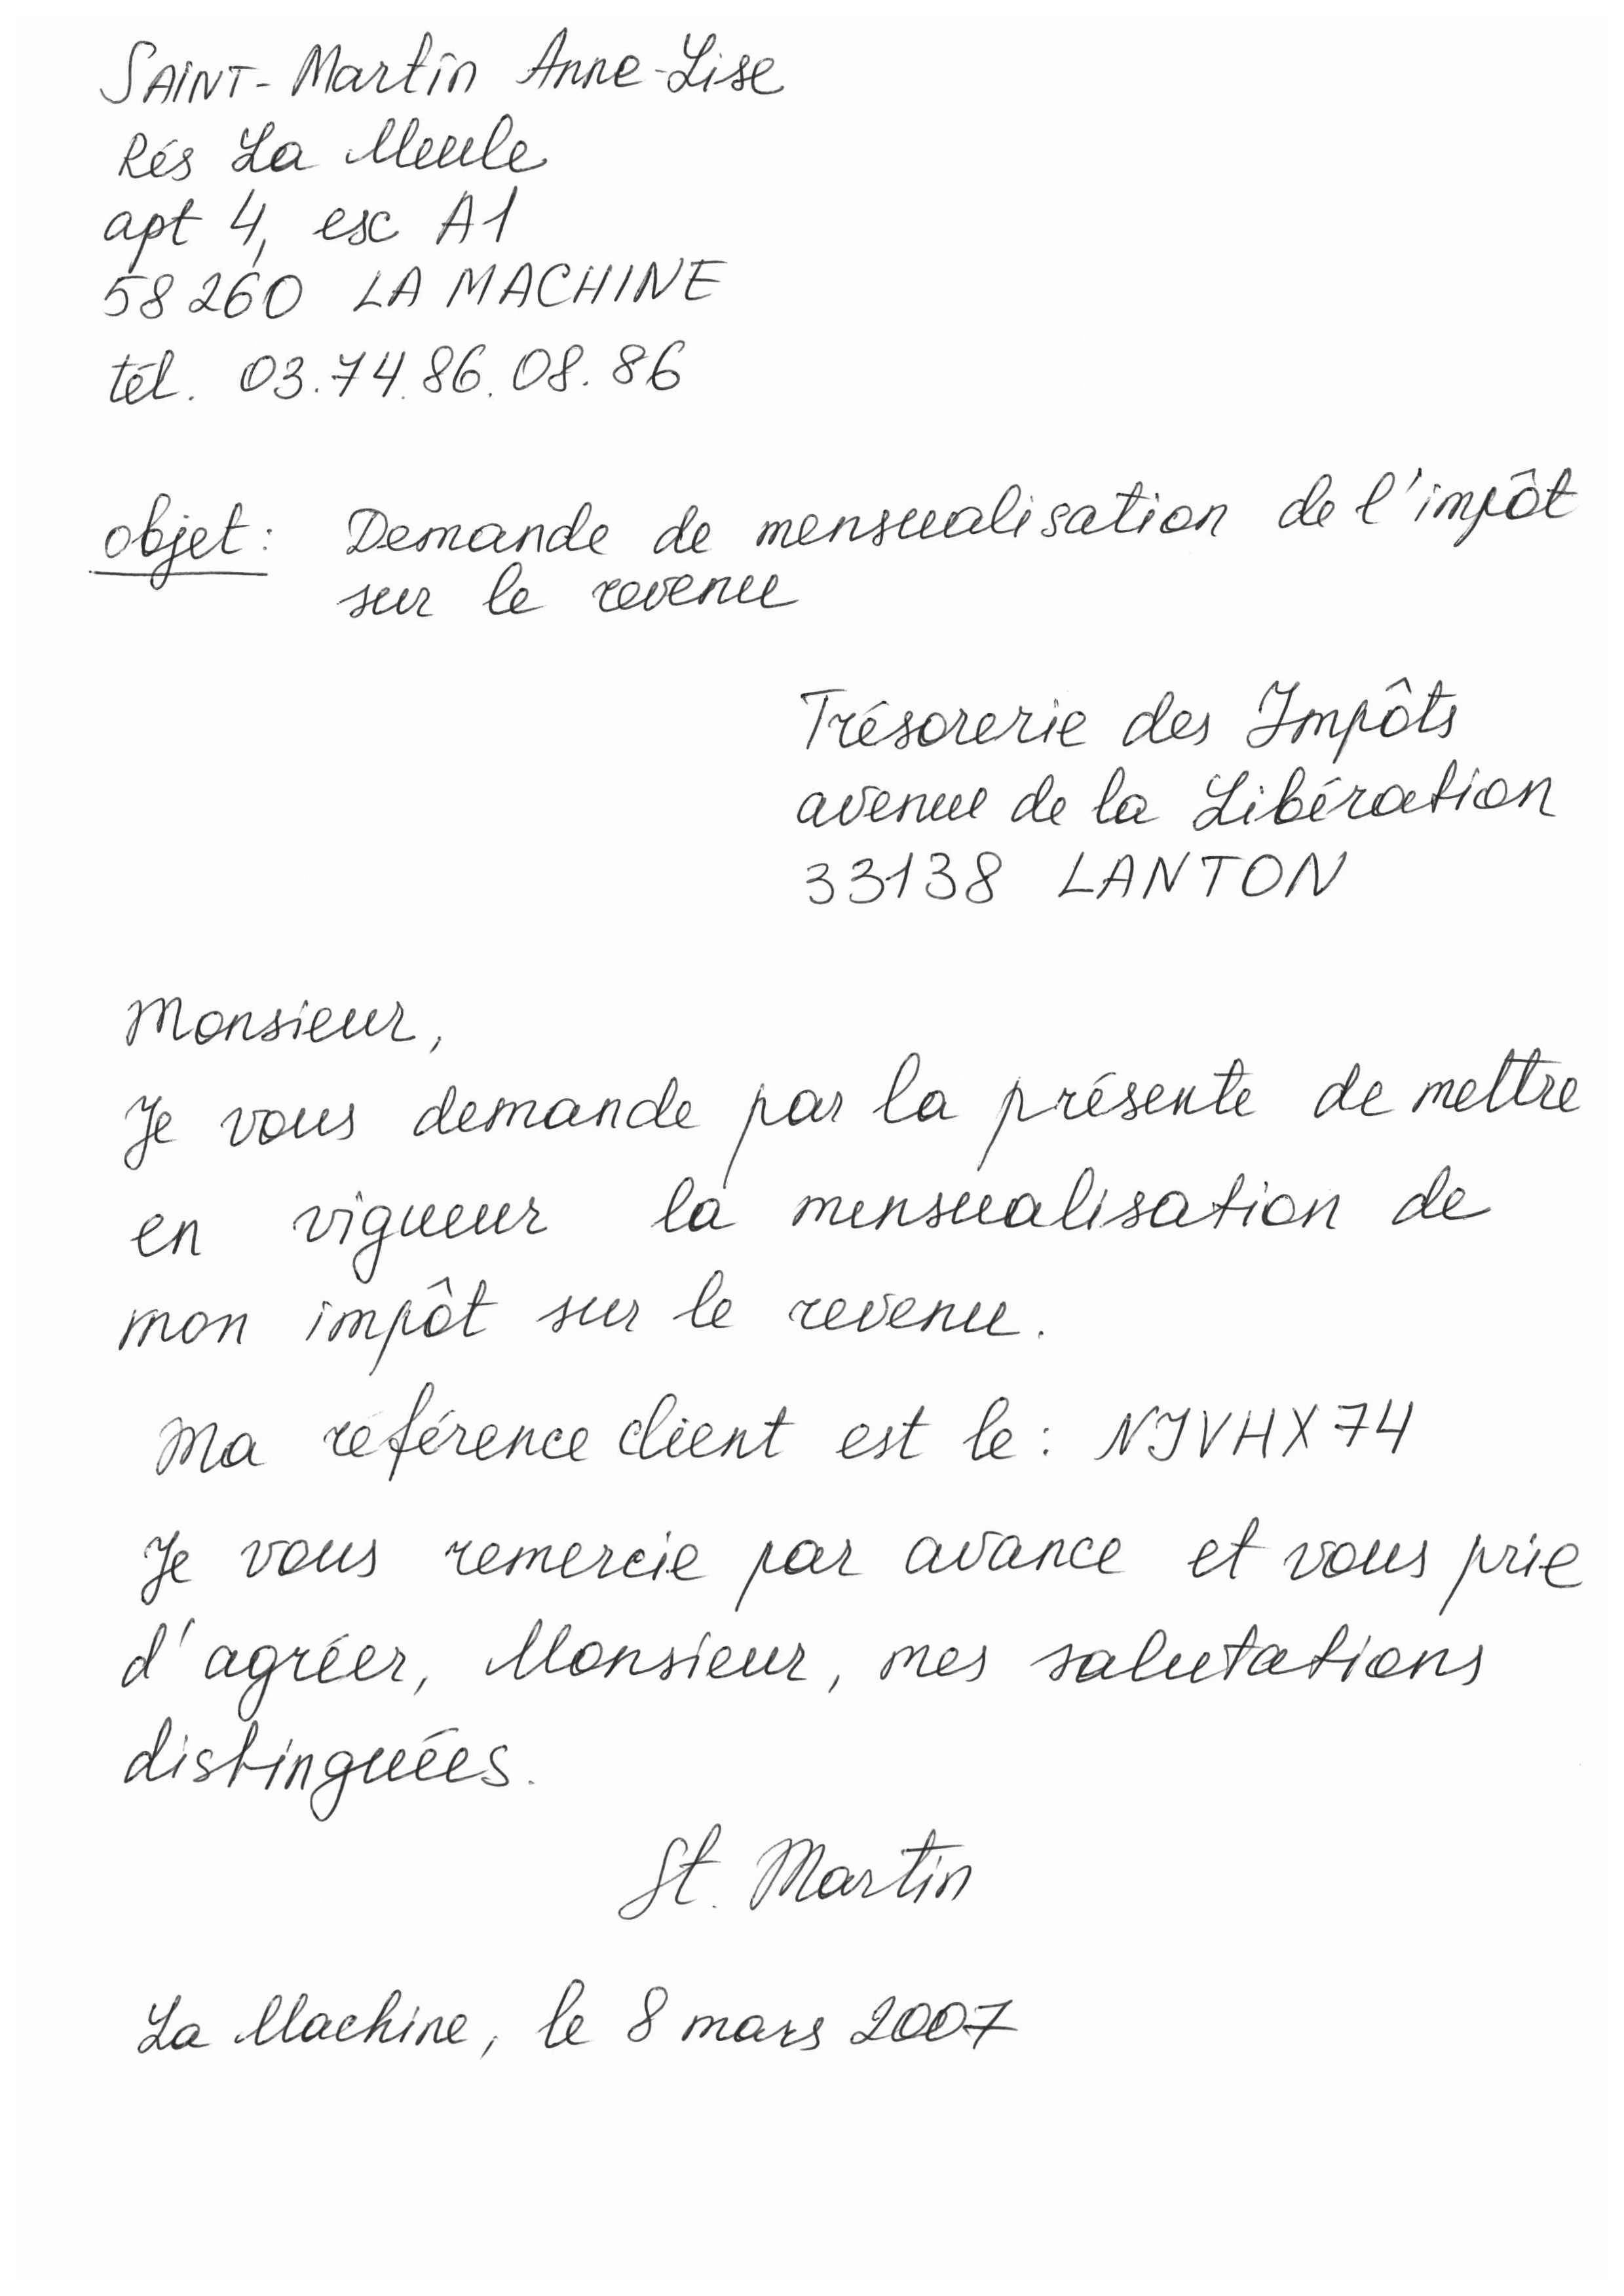 SAINT-Martin Anne-Lise
Rés La Meule
apt 4, esc A1
58260 LA MACHINE
tél. 03.74.86.08.86
objet: Demande de mensualisation de l'impôt
sur le revenu
Trésorerie des Impôts
avenue de la Libération
33138 LANTON
Monsieur,
Je vous demande par la présente de mettre
en vigueur la mensualisation de
mon impôt sur le revenu.
Ma référence client est le: NJVHX74
Je vous remercie par avance et vous prie
d'agréer, Monsieur, mes salutations
distinguées.
St. Martin
La Machine, le 8 mars 2007